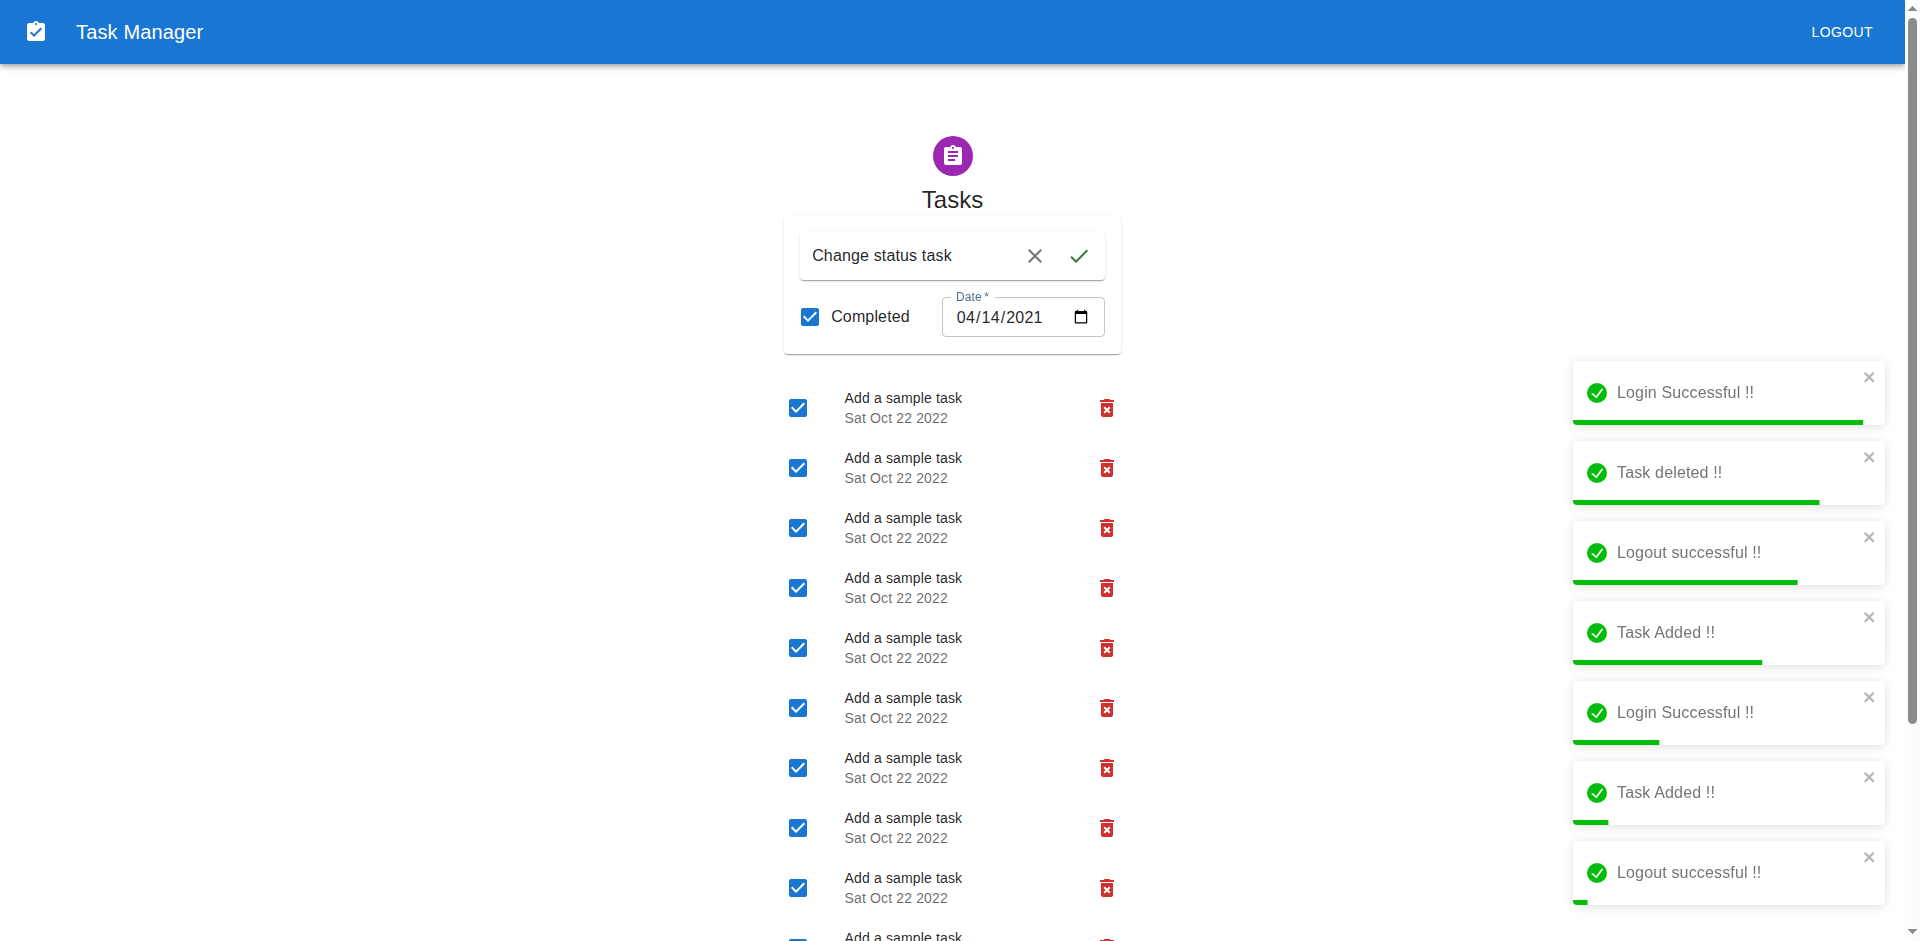 Task Manager
LOGOUT
Tasks
Change status task
Completed
Date *
04/14/2021
Add a sample task
Sat Oct 22 2022
Add a sample task
Sat Oct 22 2022
Add a sample task
Sat Oct 22 2022
Add a sample task
Sat Oct 22 2022
Add a sample task
Sat Oct 22 2022
Add a sample task
Sat Oct 22 2022
Add a sample task
Sat Oct 22 2022
Add a sample task
Sat Oct 22 2022
Add a sample task
Sat Oct 22 2022
Add a sample task
Login Successful !!
Task deleted !!
Logout successful !!
Task Added !!
Login Successful !!
Task Added !!
Logout successful !!